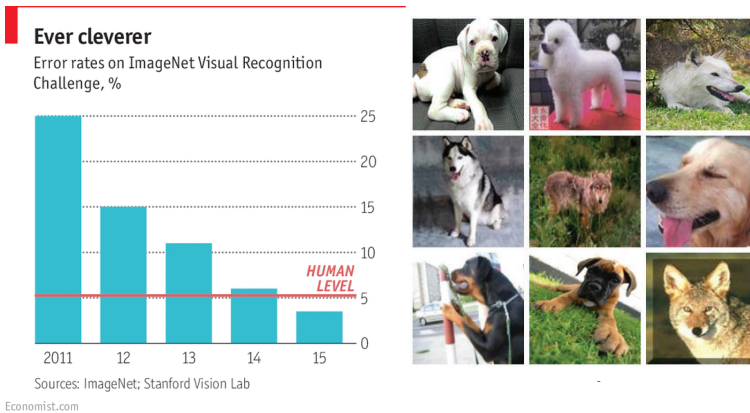 Ever cleverer
Error rates on ImageNet Visual Recognition
Challenge, %
25
20
15
10
HUMAN
LEVEL
5
0
2011 12 13 14 15
Sources: ImageNet; Stanford Vision Lab
Economist.com
-